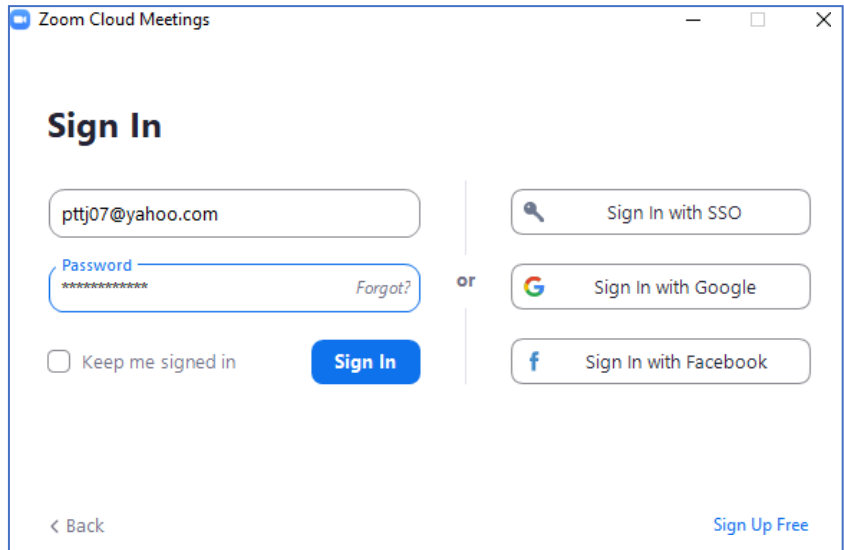 Zoom Cloud Meetings
Sign In
pttj07@yahoo.com
Password
************ Forgot?
Keep me signed in
Sign In
or
Sign In with SSO
Sign In with Google
Sign In with Facebook
Back
Sign Up Free